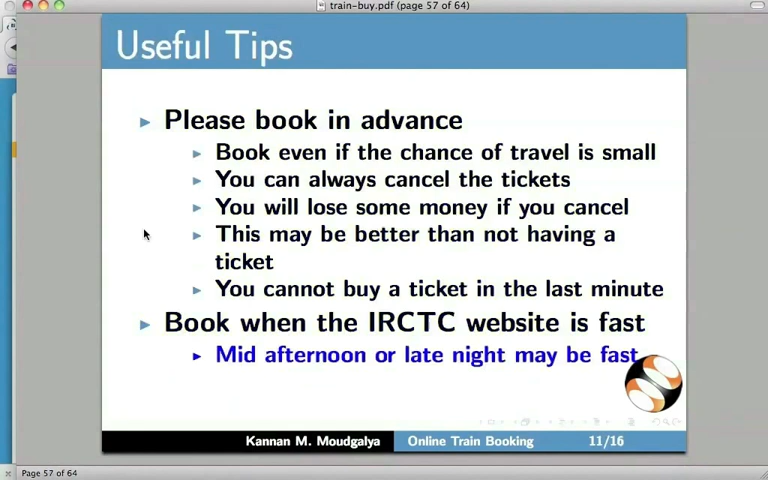 train-buy.pdf (page 57 of 64)
Useful Tips
Please book in advance
Book even if the chance of travel is small
You can always cancel the tickets
You will lose some money if you cancel
This may be better than not having a
ticket
You cannot buy a ticket in the last minute
Book when the IRCTC website is fast
Mid afternoon or late night may be fast
Kannan M. Moudgalya Online Train Booking 11/16
Page 57 of 64